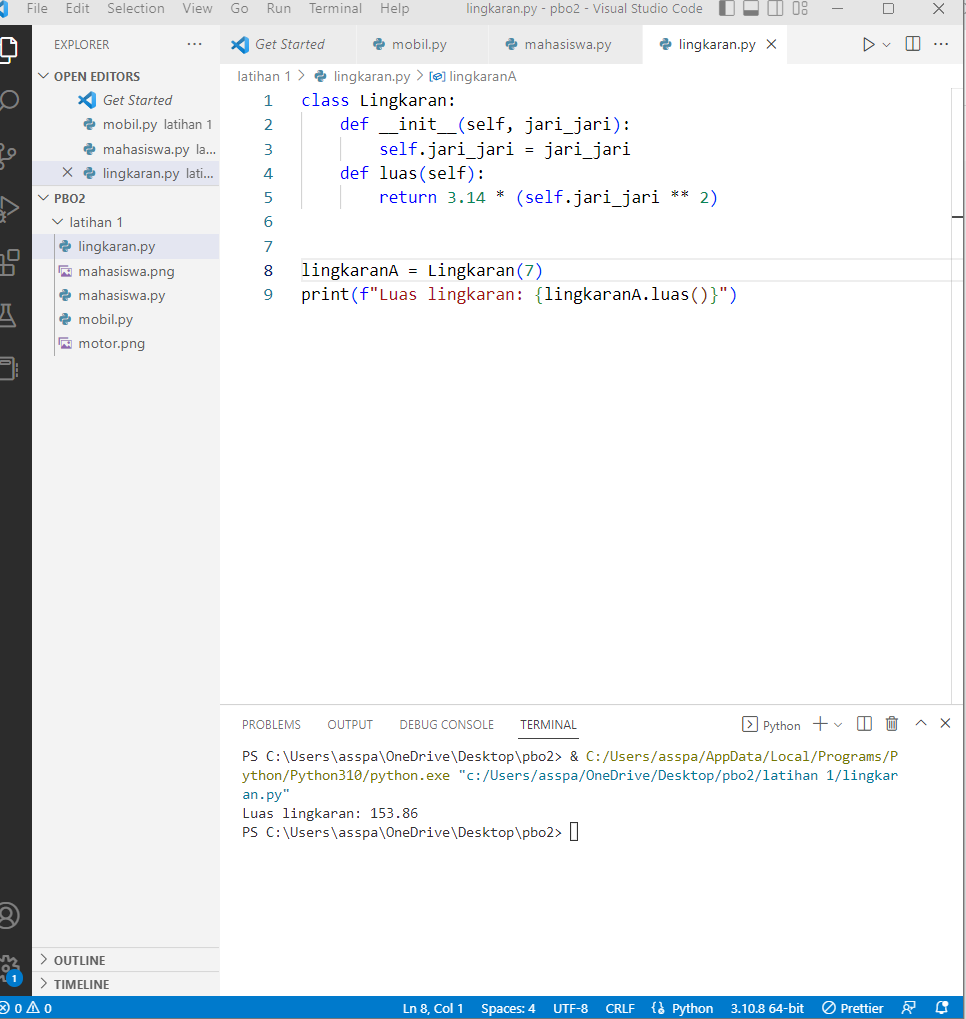 File Edit Selection View Go Run Terminal Help lingkaran.py - pbo2 - Visual Studio Code
EXPLORER ···
OPEN EDITORS
Get Started
mobil.py latihan 1
mahasiswa.py la...
lingkaran.py lati...
PBO2
latihan 1
lingkaran.py
mahasiswa.png
mahasiswa.py
mobil.py
motor.png
OUTLINE
TIMELINE
1
Get Started mobil.py mahasiswa.py lingkaran.py
latihan 1 > lingkaran.py > lingkaranA
1 class Lingkaran:
2     def __init__(self, jari_jari):
3         self.jari_jari = jari_jari
4     def luas(self):
5         return 3.14 * (self.jari_jari ** 2)
6
7
8 lingkaranA = Lingkaran(7)
9 print(f"Luas lingkaran: {lingkaranA.luas()}")
PROBLEMS OUTPUT DEBUG CONSOLE TERMINAL Python
PS C:\Users\asspa\OneDrive\Desktop\pbo2> & C:/Users/asspa/AppData/Local/Programs/P
ython/Python310/python.exe "c:/Users/asspa/OneDrive/Desktop/pbo2/latihan 1/lingkar
an.py"
Luas lingkaran: 153.86
PS C:\Users\asspa\OneDrive\Desktop\pbo2>
0 0 Ln 8, Col 1 Spaces: 4 UTF-8 CRLF Python 3.10.8 64-bit Prettier